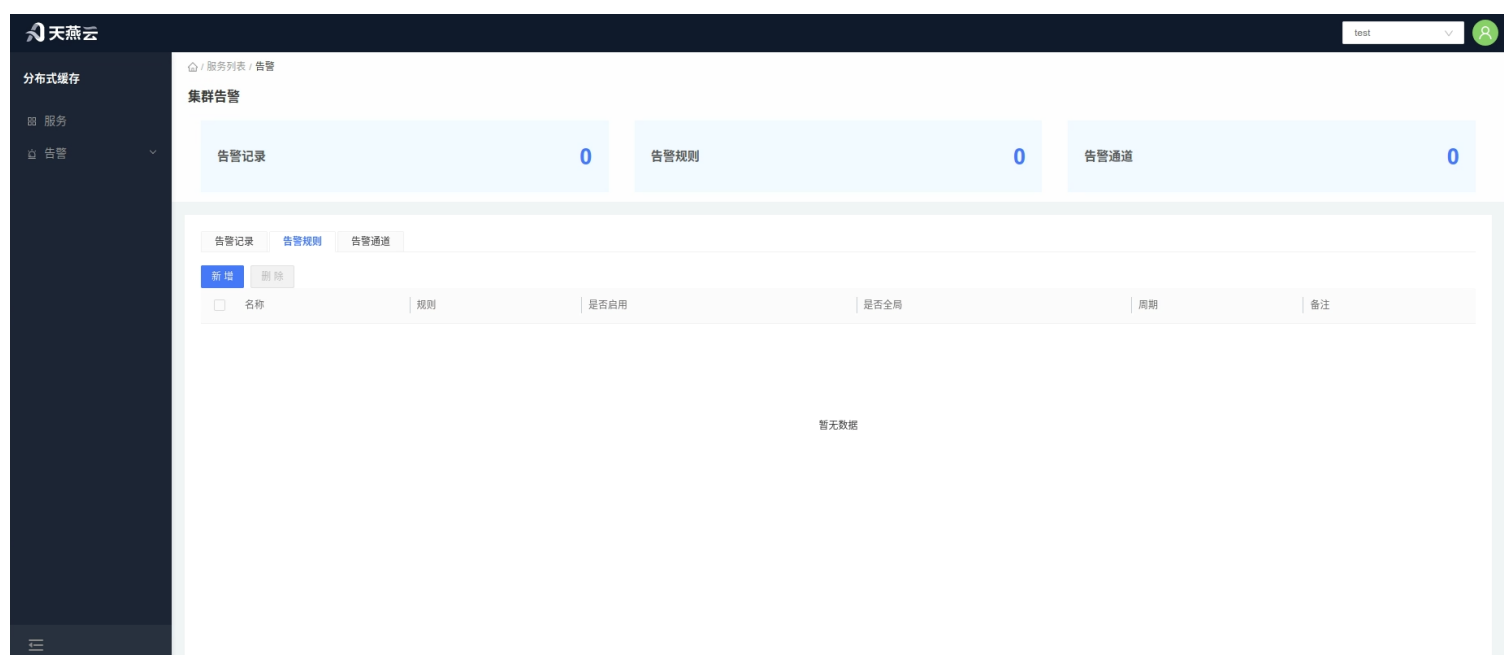 天燕云
test
分布式缓存
服务
告警
/ 服务列表 / 告警
集群告警
告警记录 0 告警规则 0 告警通道 0
告警记录 告警规则 告警通道
新 增 删 除
名称 规则 是否启用 是否全局 周期 备注
暂无数据